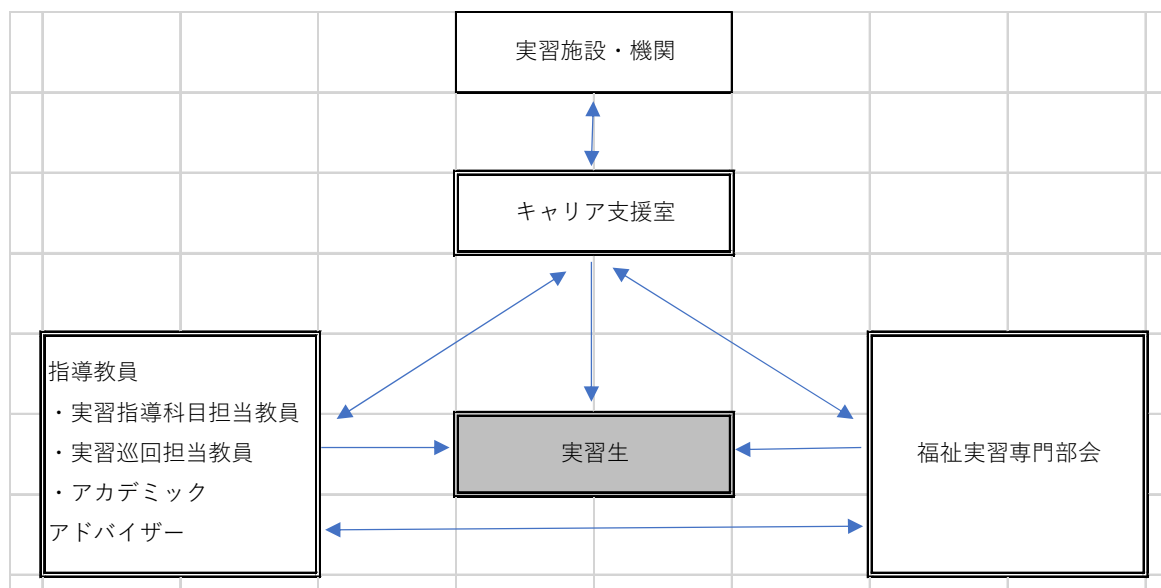 実習施設・機関
キャリア支援室
指導教員
・実習指導科目担当教員
・実習巡回担当教員
・アカデミック
アドバイザー
実習生
福祉実習専門部会